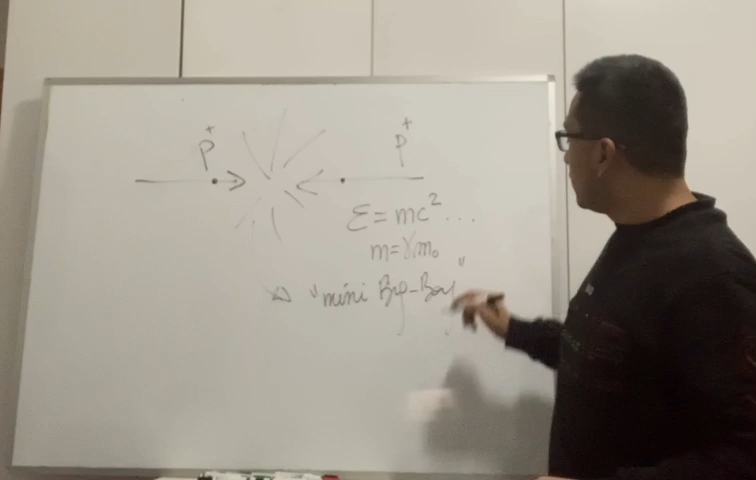 p⁺ p⁺
ε = mc² ...
m = γm₀
"mini Big-Bang"